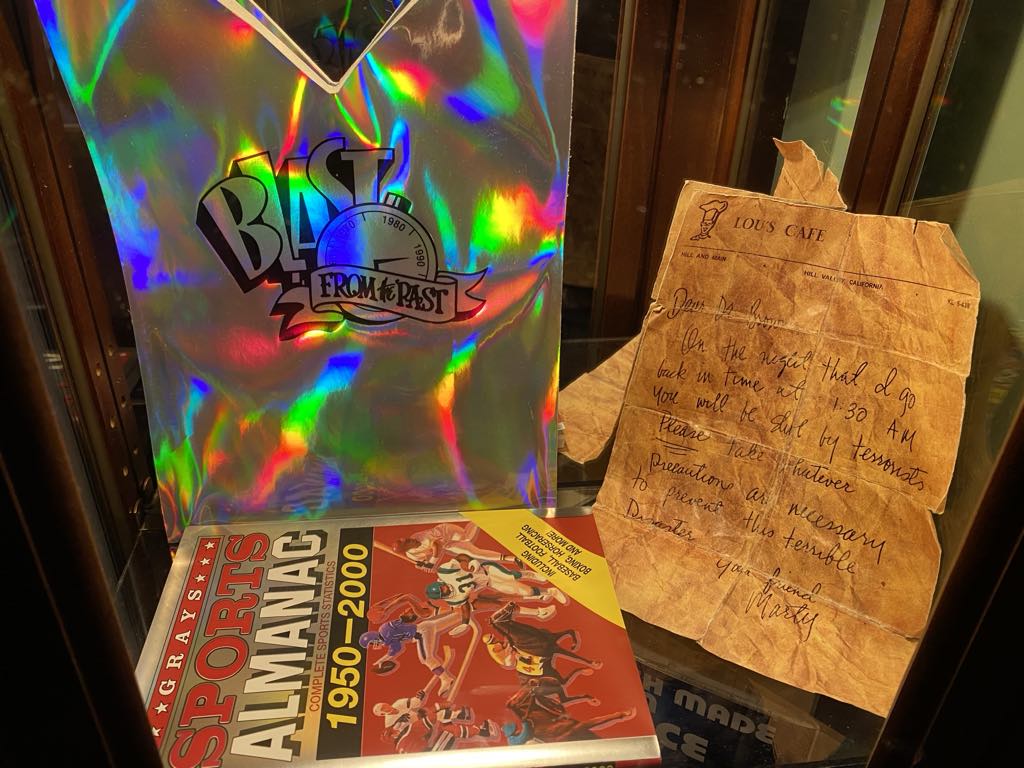 BLAST
1980
1990
FROM the PAST
LOU'S CAFE
HILL AND MAIN
HILL VALLEY, CALIFORNIA
Dear Dr. Brown
On the night that I go
back in time at 1:30 AM
you will be shot by terrorists
Please take whatever
precautions are necessary
to prevent this terrible
Disaster
Your friend
Marty
GRAYS
SPORTS
ALMANAC
COMPLETE SPORTS STATISTICS
1950–2000
INCLUDING
BASEBALL, FOOTBALL
BOXING, HORSERACING
AND MORE!
MADE